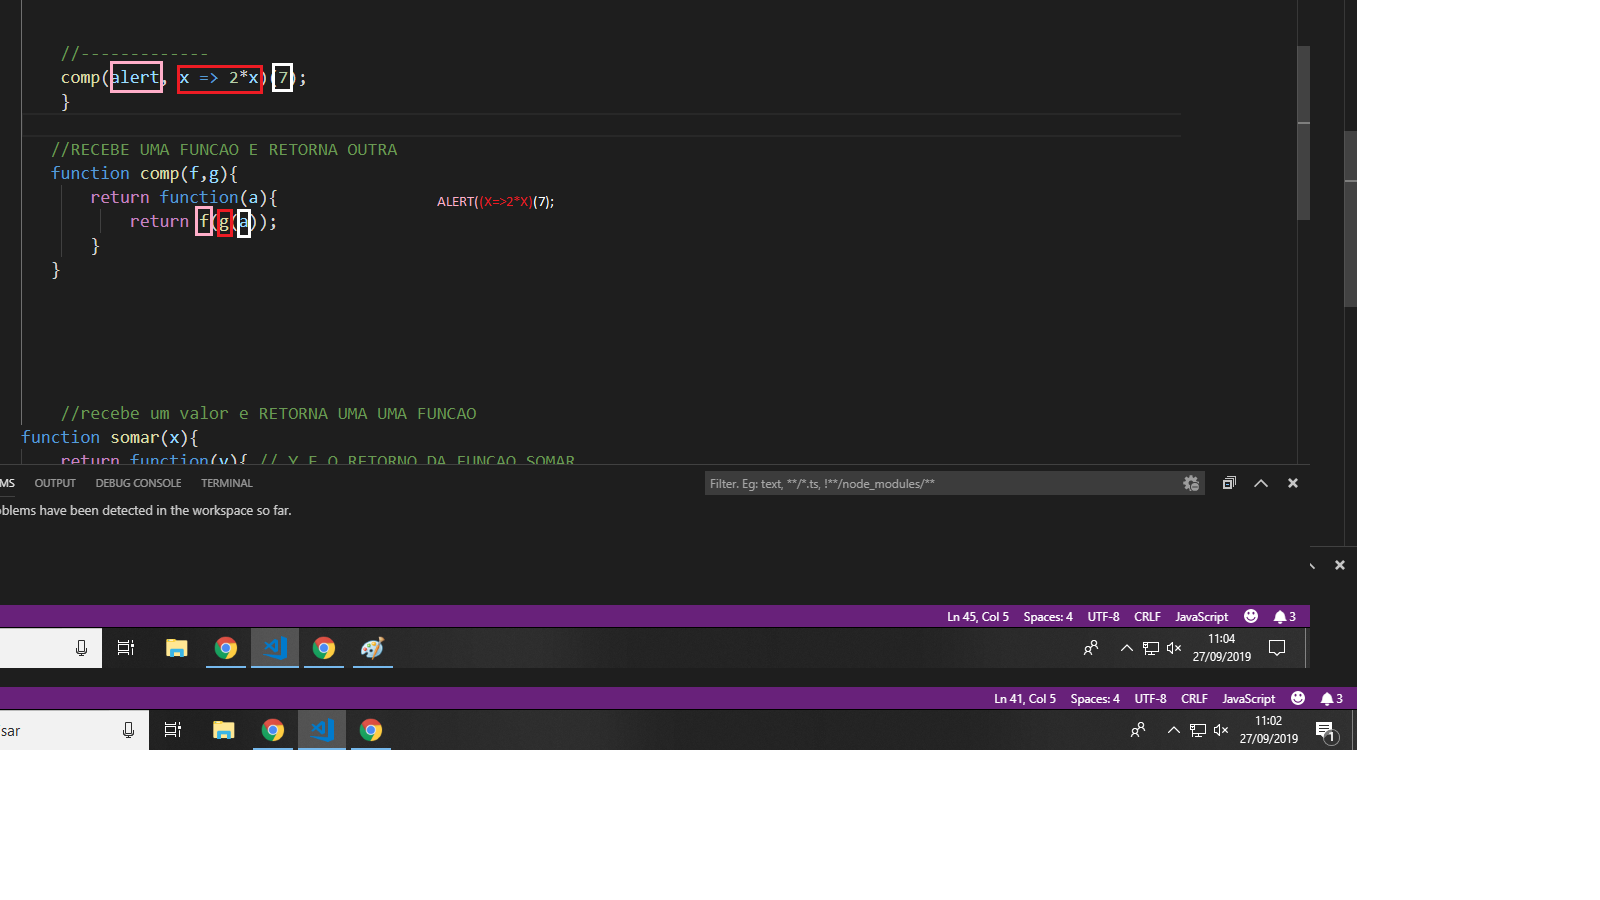 //-------------
comp(alert, x => 2*x)(7);
}
//RECEBE UMA FUNCAO E RETORNA OUTRA
function comp(f,g){
return function(a){
ALERT((X=>2*X)(7);
return f(g(a));
}
}
//recebe um valor e RETORNA UMA UMA FUNCAO
function somar(x){
return function(y){ // Y E O RETORNO DA FUNCAO SOMAR
MS OUTPUT DEBUG CONSOLE TERMINAL Filter. Eg: text, **/*.ts, !**/node_modules/**
oblems have been detected in the workspace so far.
Ln 45, Col 5 Spaces: 4 UTF-8 CRLF JavaScript 3
11:04
27/09/2019
Ln 41, Col 5 Spaces: 4 UTF-8 CRLF JavaScript 3
sar
11:02
27/09/2019
1